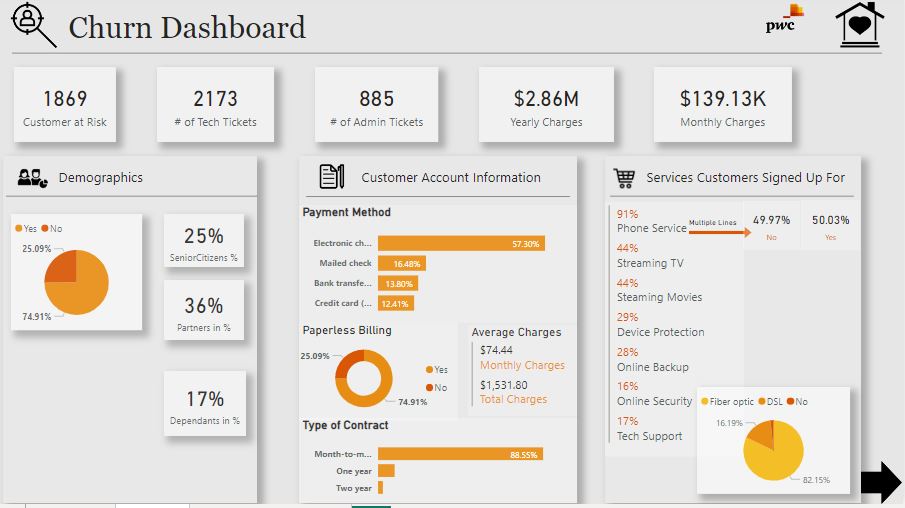 Churn Dashboard
pwc
1869
Customer at Risk
2173
# of Tech Tickets
885
# of Admin Tickets
$2.86M
Yearly Charges
$139.13K
Monthly Charges
Demographics
Yes No
25.09%
74.91%
25%
SeniorCitizens %
36%
Partners in %
17%
Dependants in %
Customer Account Information
Payment Method
Electronic ch... 57.30%
Mailed check 16.48%
Bank transfe... 13.80%
Credit card (... 12.41%
Paperless Billing
25.09%
74.91%
Yes
No
Average Charges
$74.44
Monthly Charges
$1,531.80
Total Charges
Type of Contract
Month-to-m... 88.55%
One year
Two year
Services Customers Signed Up For
91%
Phone Service
Multiple Lines
49.97%
No
50.03%
Yes
44%
Streaming TV
44%
Steaming Movies
29%
Device Protection
28%
Online Backup
16%
Online Security
17%
Tech Support
Fiber optic DSL No
16.19%
82.15%